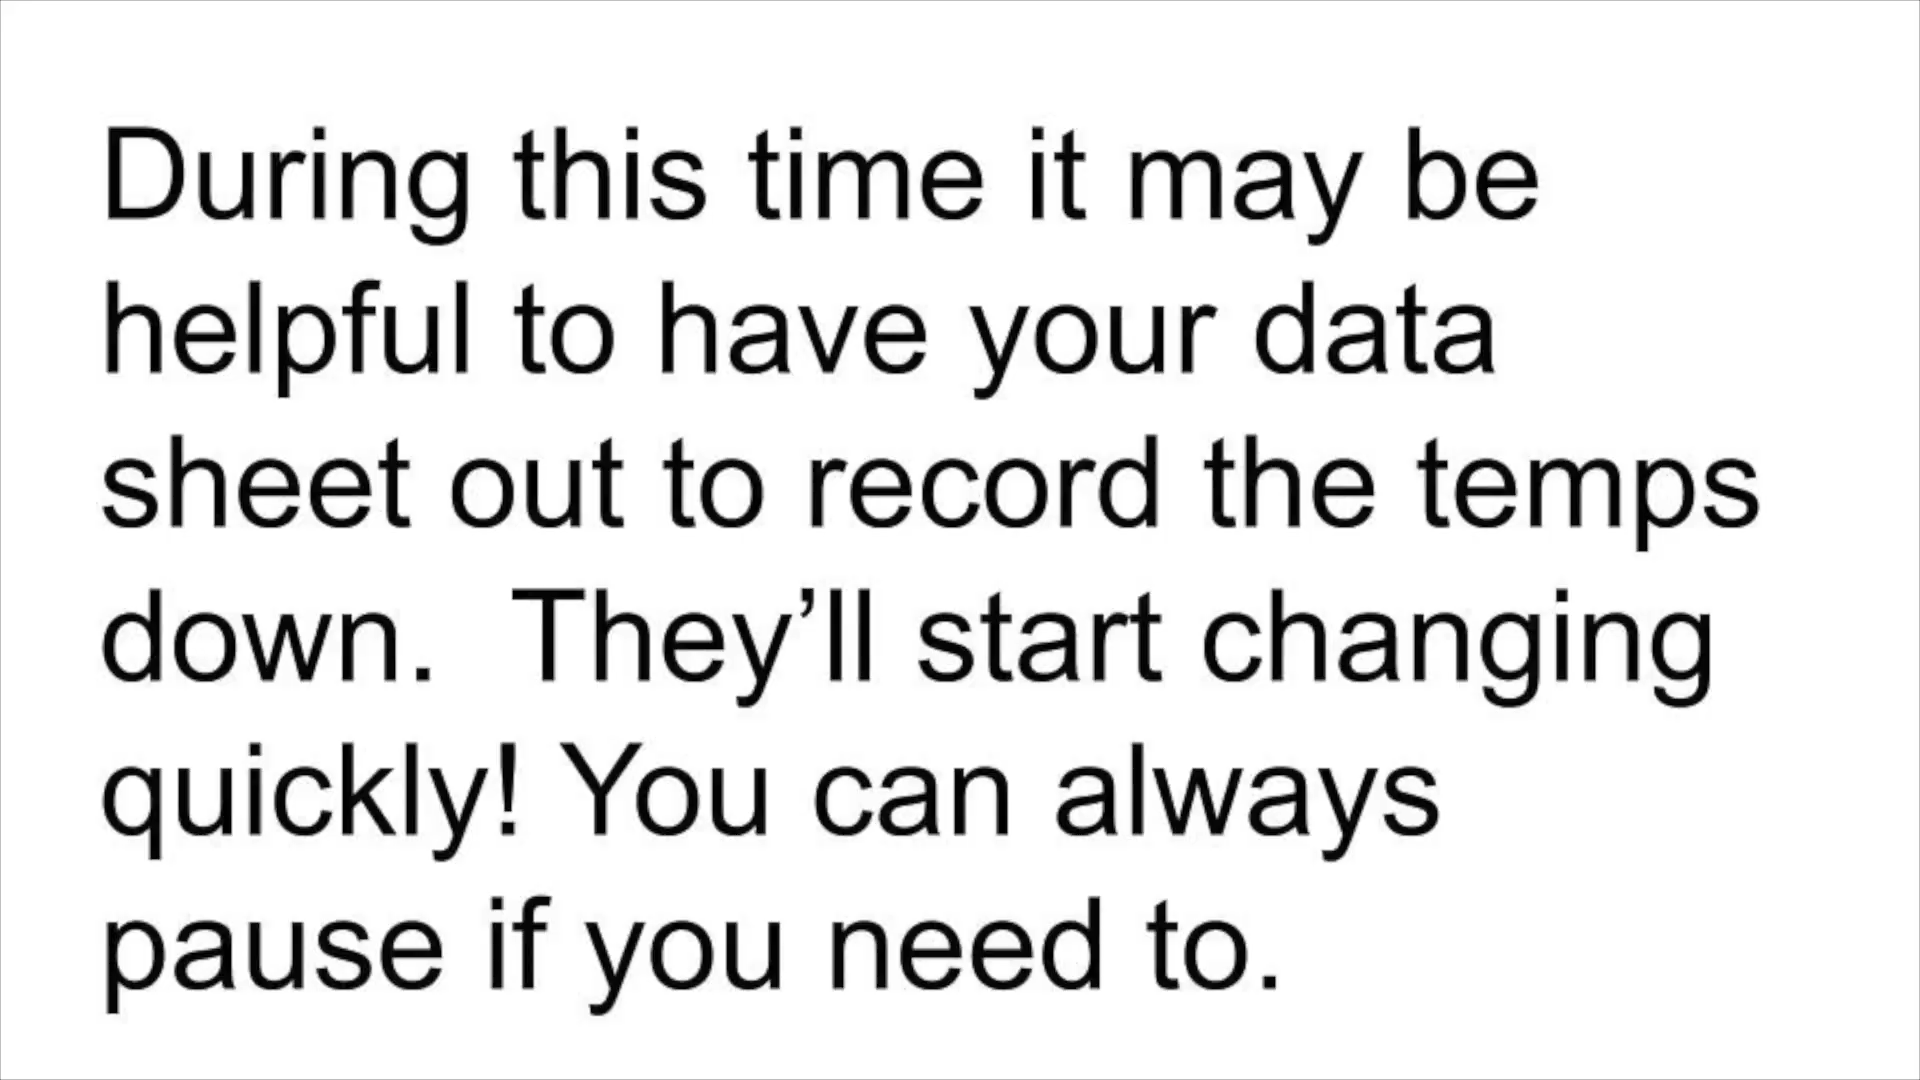 During this time it may be
helpful to have your data
sheet out to record the temps
down.  They’ll start changing
quickly! You can always
pause if you need to.